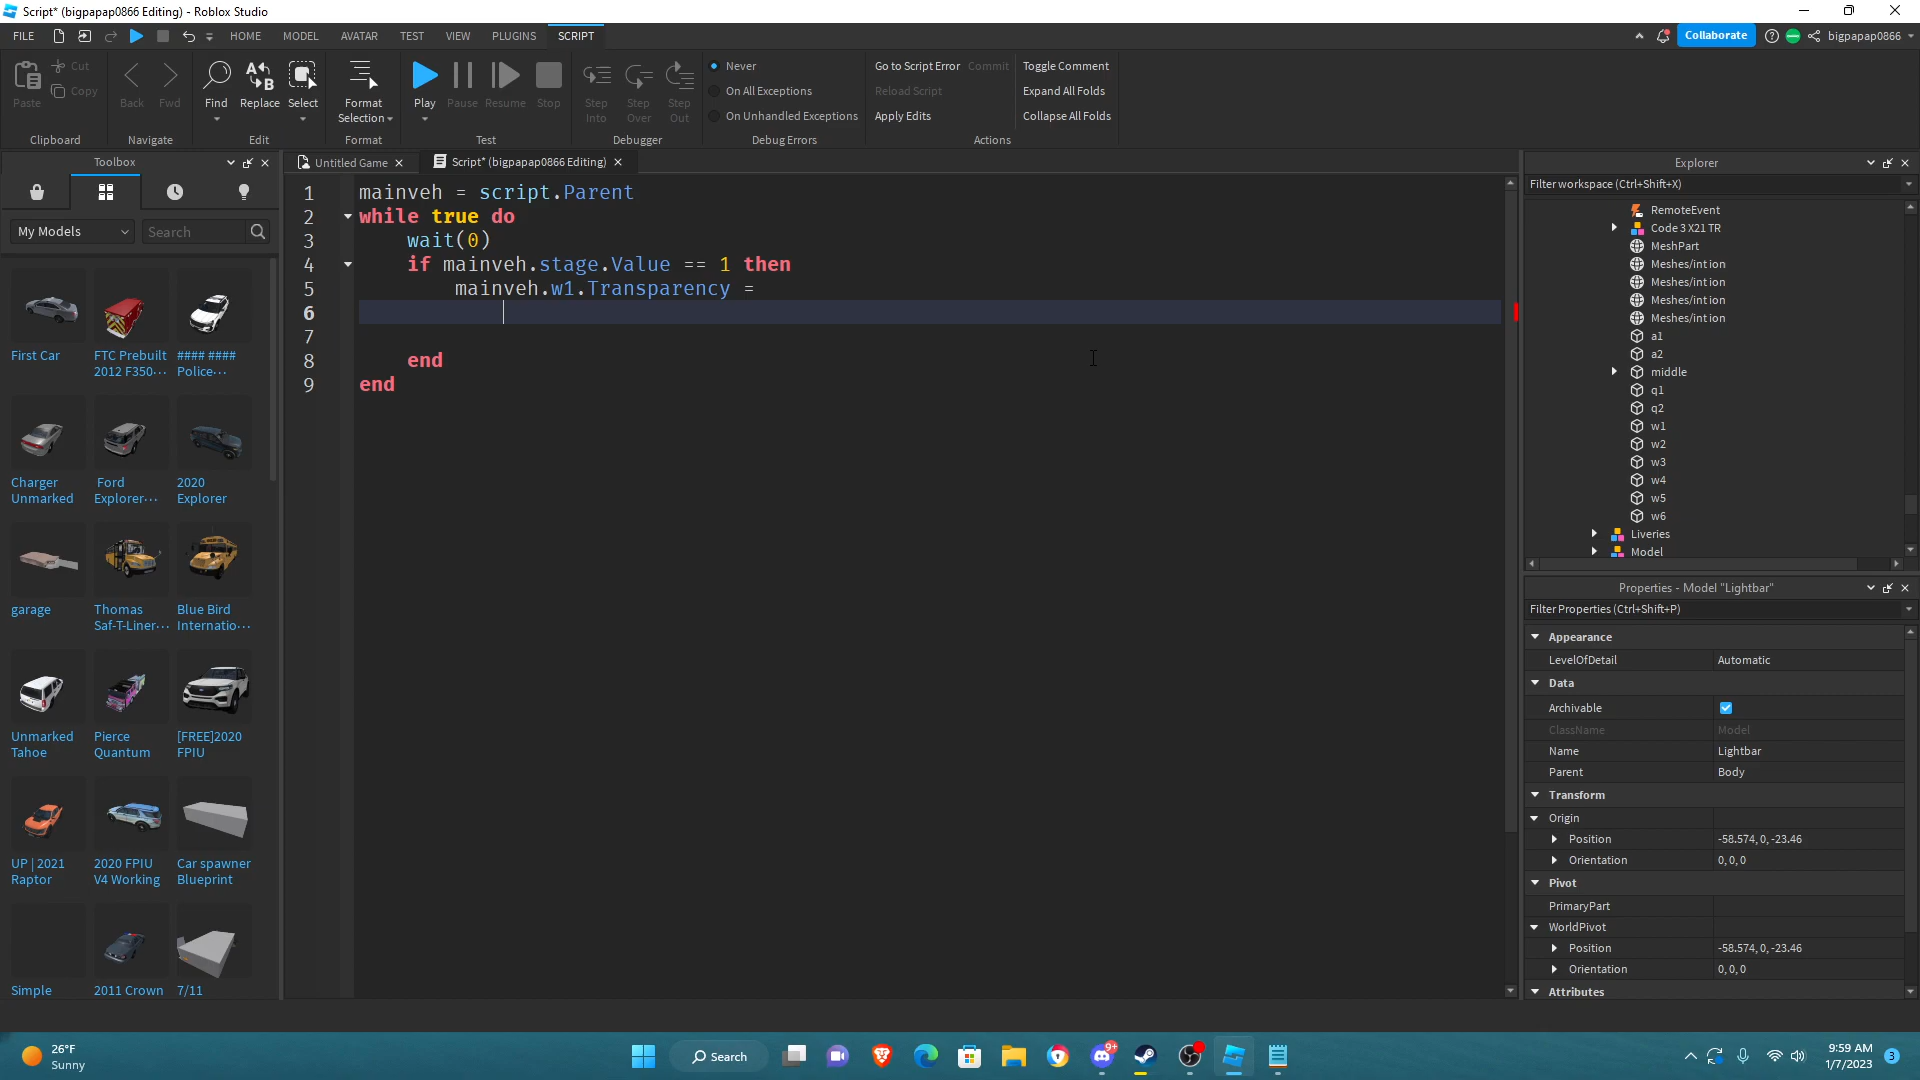 Script* (bigpapap0866 Editing) - Roblox Studio
FILE HOME MODEL AVATAR TEST VIEW PLUGINS SCRIPT Collaborate bigpapap0866
Paste Cut Copy Back Fwd Find Replace Select Format Selection Play Pause Resume Stop Step Into Step Over Step Out
Never On All Exceptions On Unhandled Exceptions
Go to Script Error Commit Toggle Comment
Reload Script Expand All Folds
Apply Edits Collapse All Folds
Clipboard Navigate Edit Format Test Debugger Debug Errors Actions
Toolbox
My Models Search
First Car
FTC Prebuilt 2012 F350...
#### #### Police...
Charger Unmarked
Ford Explorer...
2020 Explorer
garage
Thomas Saf-T-Liner...
Blue Bird Internatio...
Unmarked Tahoe
Pierce Quantum
[FREE]2020 FPIU
UP | 2021 Raptor
2020 FPIU V4 Working
Car spawner Blueprint
Simple
2011 Crown
7/11
Untitled Game Script* (bigpapap0866 Editing)
1 mainveh = script.Parent
2 while true do
3 wait(0)
4 if mainveh.stage.Value == 1 then
5 mainveh.w1.Transparency =
6
7
8 end
9 end
Explorer
Filter workspace (Ctrl+Shift+X)
RemoteEvent
Code 3 X21 TR
MeshPart
Meshes/int ion
Meshes/int ion
Meshes/int ion
Meshes/int ion
a1
a2
middle
q1
q2
w1
w2
w3
w4
w5
w6
Liveries
Model
Properties - Model "Lightbar"
Filter Properties (Ctrl+Shift+P)
Appearance
LevelOfDetail Automatic
Data
Archivable
ClassName Model
Name Lightbar
Parent Body
Transform
Origin
Position -58.574, 0, -23.46
Orientation 0, 0, 0
Pivot
PrimaryPart
WorldPivot
Position -58.574, 0, -23.46
Orientation 0, 0, 0
Attributes
26°F
Sunny
Search
9+
9:59 AM
1/7/2023
3